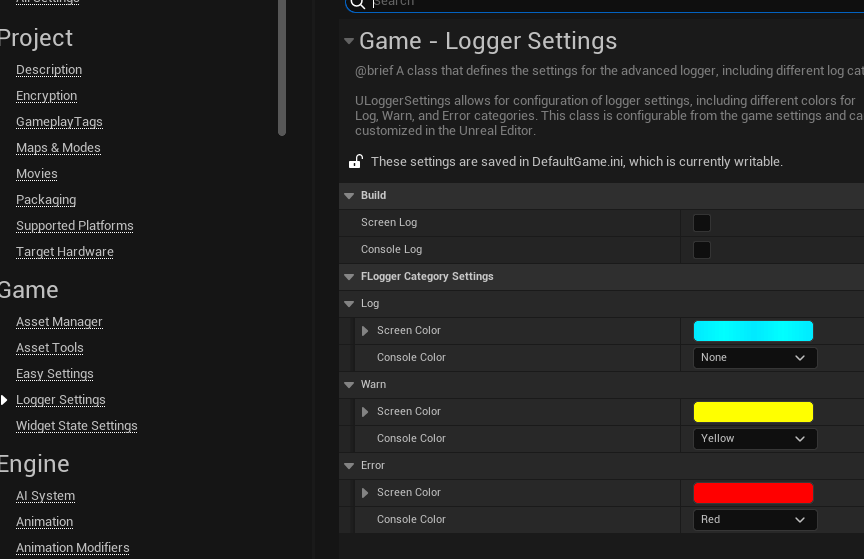 All Settings
Project
Description
Encryption
GameplayTags
Maps & Modes
Movies
Packaging
Supported Platforms
Target Hardware
Game
Asset Manager
Asset Tools
Easy Settings
Logger Settings
Widget State Settings
Engine
AI System
Animation
Animation Modifiers
Search
Game - Logger Settings
@brief A class that defines the settings for the advanced logger, including different log cat
ULoggerSettings allows for configuration of logger settings, including different colors for
Log, Warn, and Error categories. This class is configurable from the game settings and ca
customized in the Unreal Editor.
These settings are saved in DefaultGame.ini, which is currently writable.
Build
Screen Log
Console Log
FLogger Category Settings
Log
Screen Color
Console Color None
Warn
Screen Color
Console Color Yellow
Error
Screen Color
Console Color Red